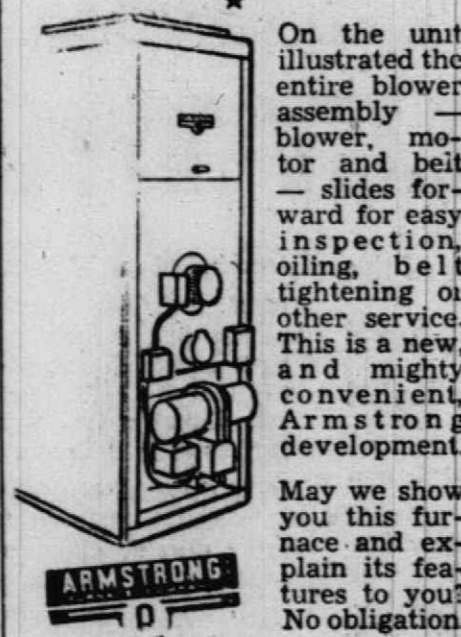 On the unit
illustrated the
entire blower
assembly —
blower, mo-
tor and belt
— slides for-
ward for easy
inspection,
oiling, belt
tightening or
other service.
This is a new,
and mighty
convenient,
Armstrong
development.
May we show
you this fur-
nace and ex-
plain its fea-
tures to you?
No obligation
ARMSTRONG